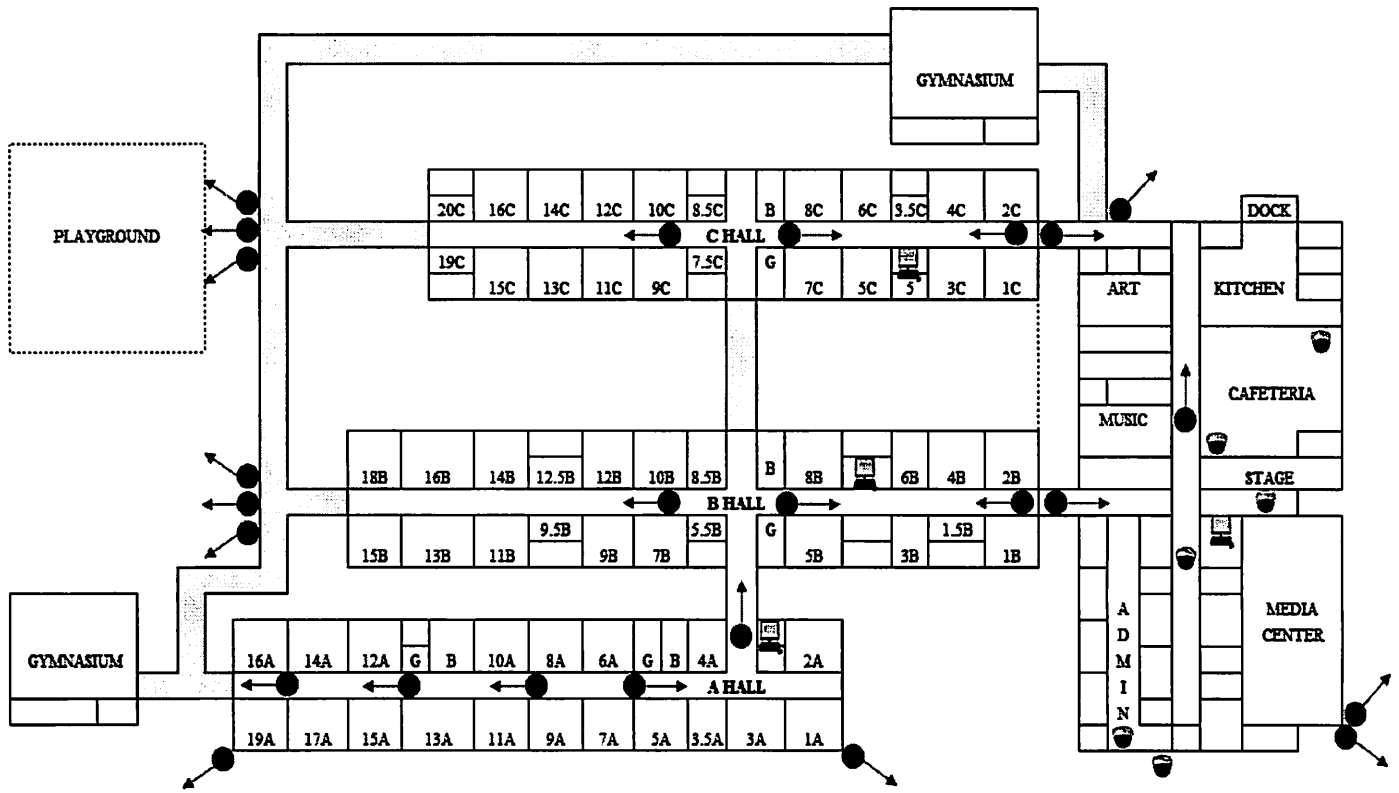 GYMNASIUM
PLAYGROUND
20C 16C 14C 12C 10C 8.5C B 8C 6C 3.5C 4C 2C
DOCK
C HALL
19C 15C 13C 11C 9C 7.5C G 7C 5C 5 3C 1C
ART
KITCHEN
CAFETERIA
MUSIC
18B 16B 14B 12.5B 12B 10B 8.5B B 8B 6B 4B 2B
STAGE
B HALL
15B 13B 11B 9.5B 9B 7B 5.5B G 5B 3B 1.5B 1B
GYMNASIUM
16A 14A 12A G B 10A 8A 6A G B 4A 2A
A HALL
19A 17A 15A 13A 11A 9A 7A 5A 3.5A 3A 1A
A
D
M
I
N
MEDIA
CENTER